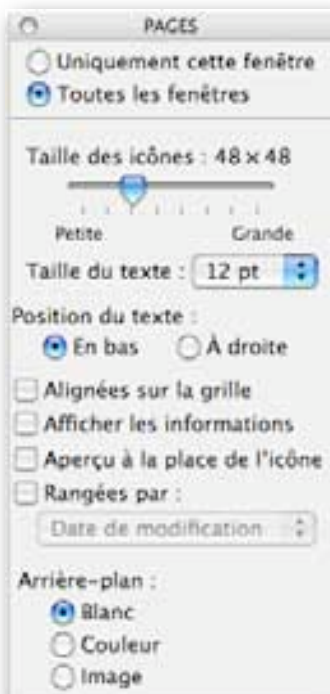 PAGES
Uniquement cette fenêtre
Toutes les fenêtres
Taille des icônes : 48 × 48
Petite Grande
Taille du texte : 12 pt
Position du texte :
En bas À droite
Alignées sur la grille
Afficher les informations
Aperçu à la place de l'icône
Rangées par :
Date de modification
Arrière-plan :
Blanc
Couleur
Image